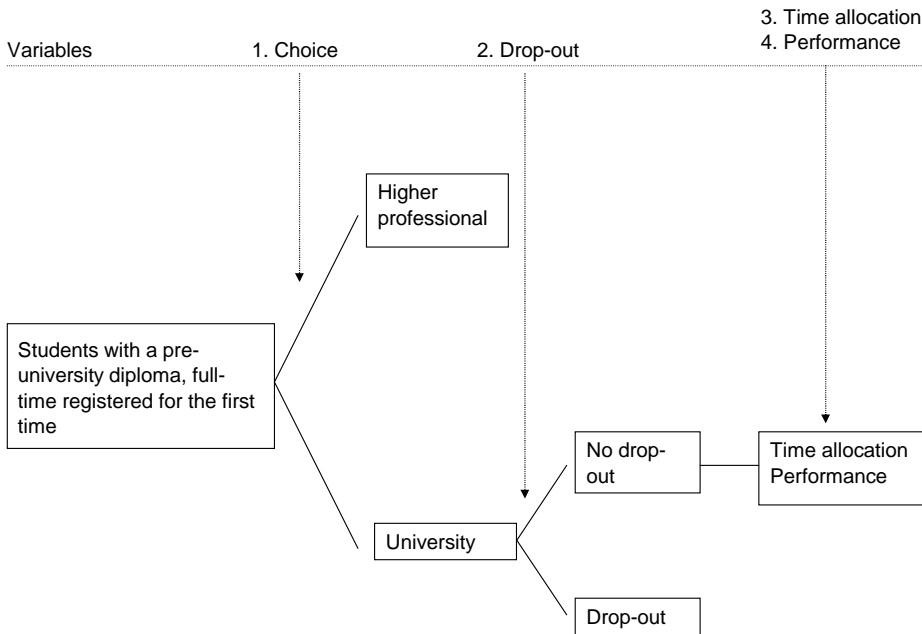 3. Time allocation
Variables 1. Choice 2. Drop-out 4. Performance
Higher
professional
Students with a pre-
university diploma, full-
time registered for the first
time
No drop-
out
Time allocation
Performance
University
Drop-out